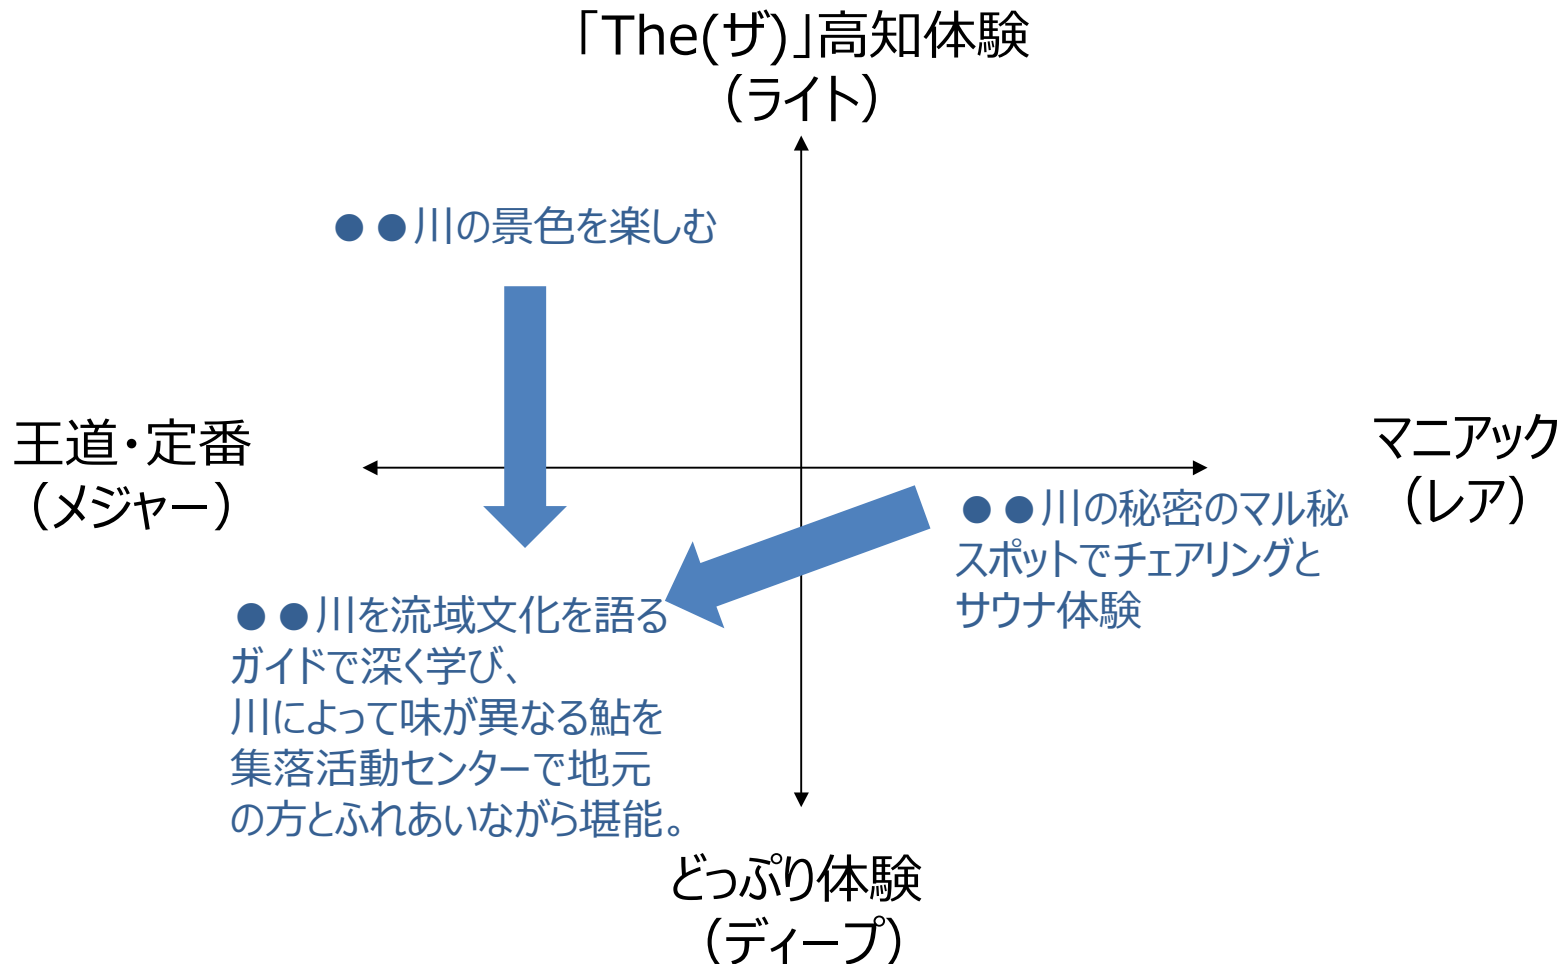 「The(ザ)」高知体験
（ライト）
●●川の景色を楽しむ
王道・定番
（メジャー）
マニアック
（レア）
●●川の秘密のマル秘
スポットでチェアリングと
サウナ体験
●●川を流域文化を語る
ガイドで深く学び、
川によって味が異なる鮎を
集落活動センターで地元
の方とふれあいながら堪能。
どっぷり体験
（ディープ）